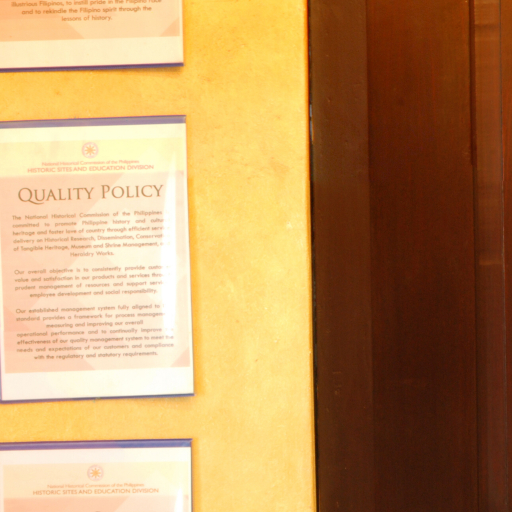 Illustrious Filipinos, to instill pride in the Filipino race
and to rekindle the Filipino spirit through the
lessons of history.
National Historical Commission of the Philippines
HISTORIC SITES AND EDUCATION DIVISION
QUALITY POLICY
The National Historical Commission of the Philippines
committed to promote Philippine history and
heritage and foster love of country through efficient
delivery on Historical Research, Dissemination,
of Tangible Heritage, Museum and Shrine Management,
Heraldry Works.
Our overall objective is to consistently provide
value and satisfaction in our products and services
prudent management of resources and support
employee development and social responsibility.
Our established management system fully aligned to
standard provides a framework for process
measuring and improving our overall
operational performance and to continually improve
effectiveness of our quality management system to meet the
needs and expectations of our customers and compliance
with the regulatory and statutory requirements.
National Historical Commission of the Philippines
HISTORIC SITES AND EDUCATION DIVISION